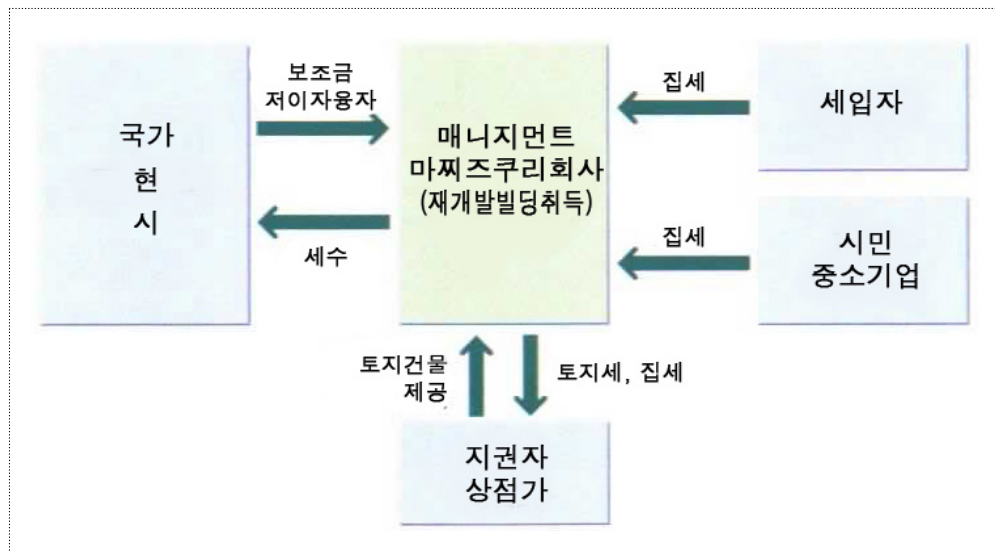 국가
현
시
보조금
저이자융자
세수
매니지먼트
마찌즈쿠리회사
(재개발빌딩취득)
집세
세입자
집세
시민
중소기업
토지건물
제공
토지세, 집세
지권자
상점가